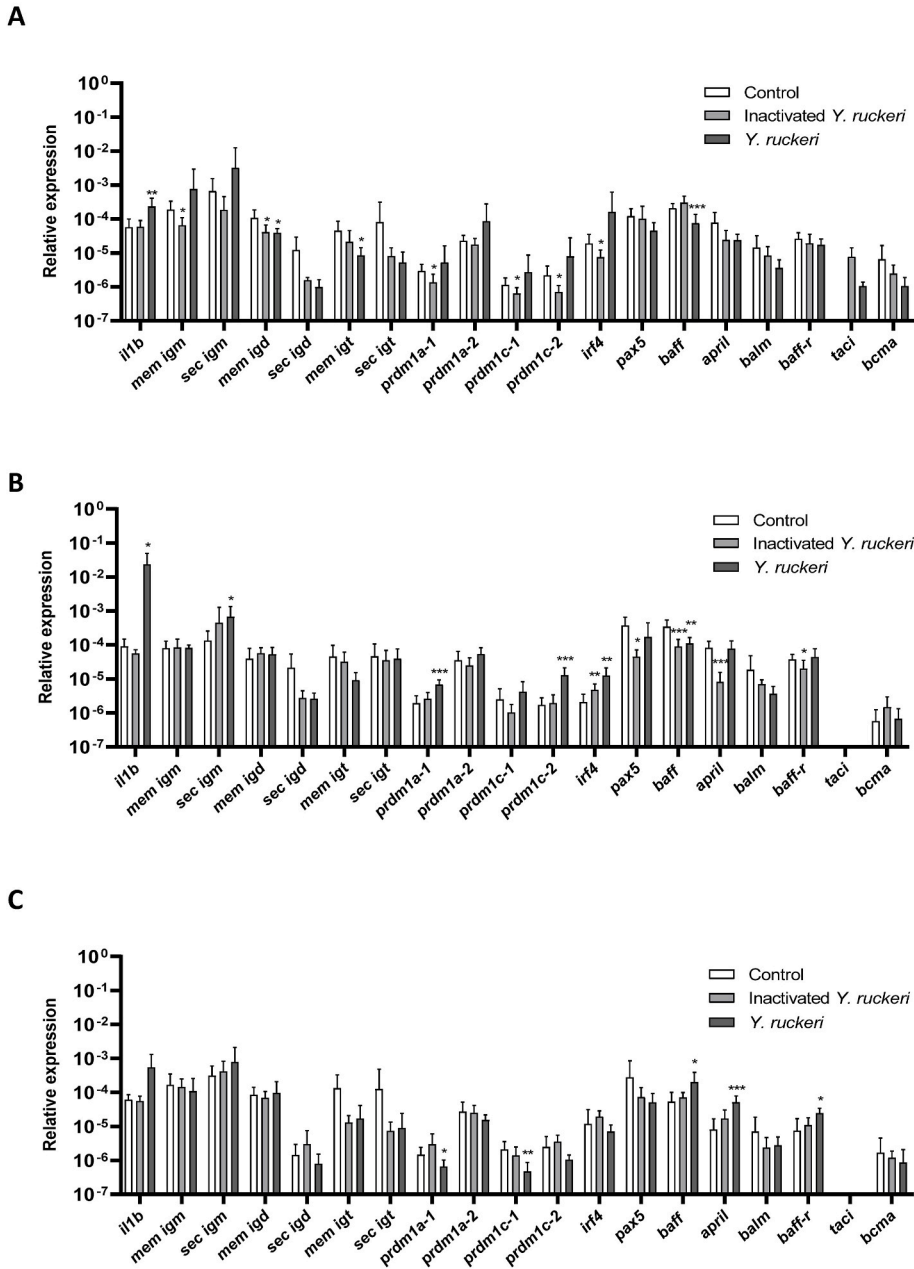 A
Relative expression
10⁰
10⁻¹
10⁻²
10⁻³
10⁻⁴
10⁻⁵
10⁻⁶
10⁻⁷
Control
Inactivated Y. ruckeri
Y. ruckeri
** * * * * * * * * ***
il1b mem igm sec igm mem igd sec igd mem igt sec igt prdm1a-1 prdm1a-2 prdm1c-1 prdm1c-2 irf4 pax5 baff april balm baff-r taci bcma
B
Relative expression
10⁰
10⁻¹
10⁻²
10⁻³
10⁻⁴
10⁻⁵
10⁻⁶
10⁻⁷
Control
Inactivated Y. ruckeri
Y. ruckeri
* * *** *** ** ** * *** ** *** *
il1b mem igm sec igm mem igd sec igd mem igt sec igt prdm1a-1 prdm1a-2 prdm1c-1 prdm1c-2 irf4 pax5 baff april balm baff-r taci bcma
C
Relative expression
10⁰
10⁻¹
10⁻²
10⁻³
10⁻⁴
10⁻⁵
10⁻⁶
10⁻⁷
Control
Inactivated Y. ruckeri
Y. ruckeri
* ** * *** *
il1b mem igm sec igm mem igd sec igd mem igt sec igt prdm1a-1 prdm1a-2 prdm1c-1 prdm1c-2 irf4 pax5 baff april balm baff-r taci bcma